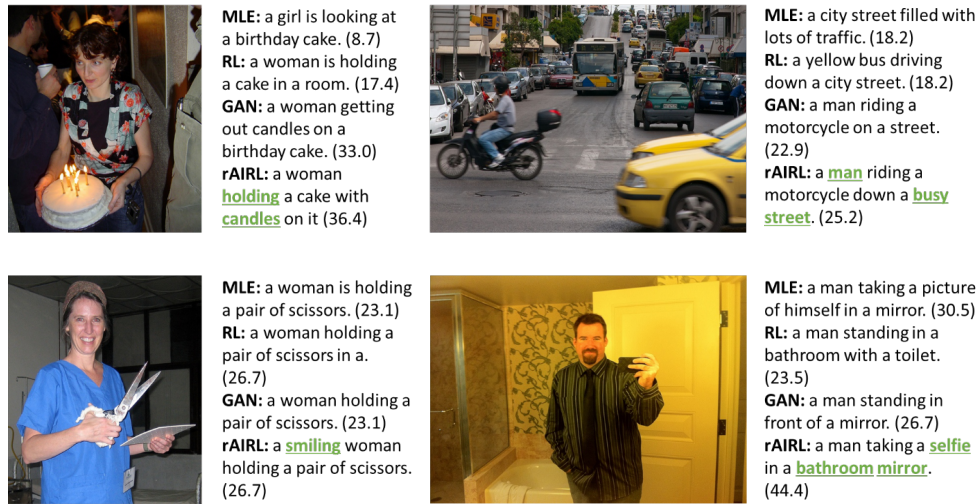 MLE: a girl is looking at
a birthday cake. (8.7)
RL: a woman is holding
a cake in a room. (17.4)
GAN: a woman getting
out candles on a
birthday cake. (33.0)
rAIRL: a woman
holding a cake with
candles on it (36.4)
MLE: a city street filled with
lots of traffic. (18.2)
RL: a yellow bus driving
down a city street. (18.2)
GAN: a man riding a
motorcycle on a street.
(22.9)
rAIRL: a man riding a
motorcycle down a busy
street. (25.2)
MLE: a woman is holding
a pair of scissors. (23.1)
RL: a woman holding a
pair of scissors in a.
(26.7)
GAN: a woman holding a
pair of scissors. (23.1)
rAIRL: a smiling woman
holding a pair of scissors.
(26.7)
MLE: a man taking a picture
of himself in a mirror. (30.5)
RL: a man standing in a
bathroom with a toilet.
(23.5)
GAN: a man standing in
front of a mirror. (26.7)
rAIRL: a man taking a selfie
in a bathroom mirror.
(44.4)